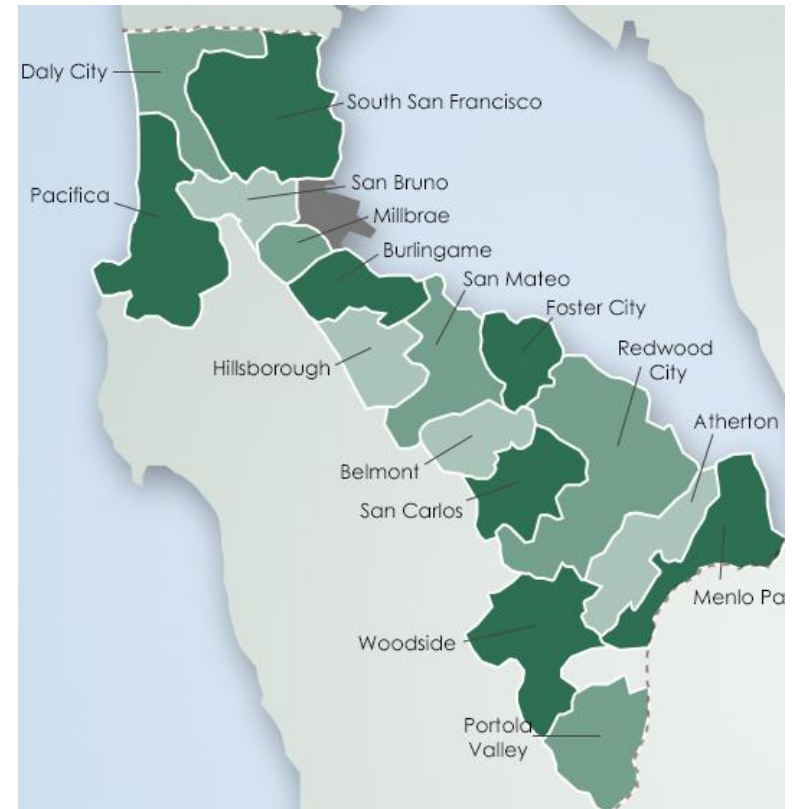 Daly City
South San Francisco
Pacifica
San Bruno
Millbrae
Burlingame
San Mateo
Foster City
Hillsborough
Redwood
City
Atherton
Belmont
San Carlos
Menlo Pa
Woodside
Portola
Valley